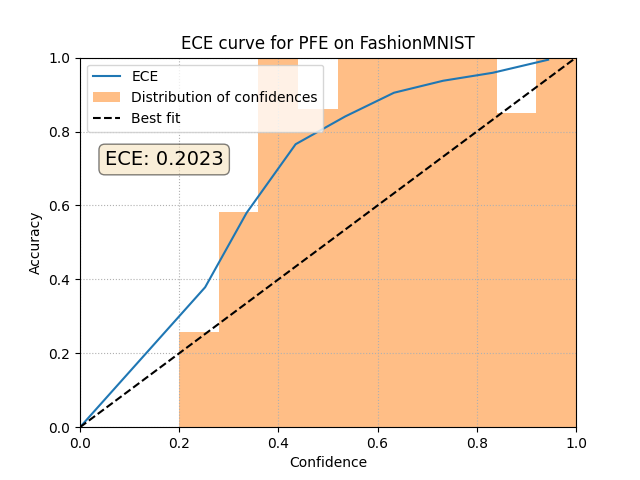 ECE curve for PFE on FashionMNIST
ECE
Distribution of confidences
Best fit
ECE: 0.2023
1.0
0.8
0.6
0.4
0.2
0.0
Accuracy
0.0 0.2 0.4 0.6 0.8 1.0
Confidence